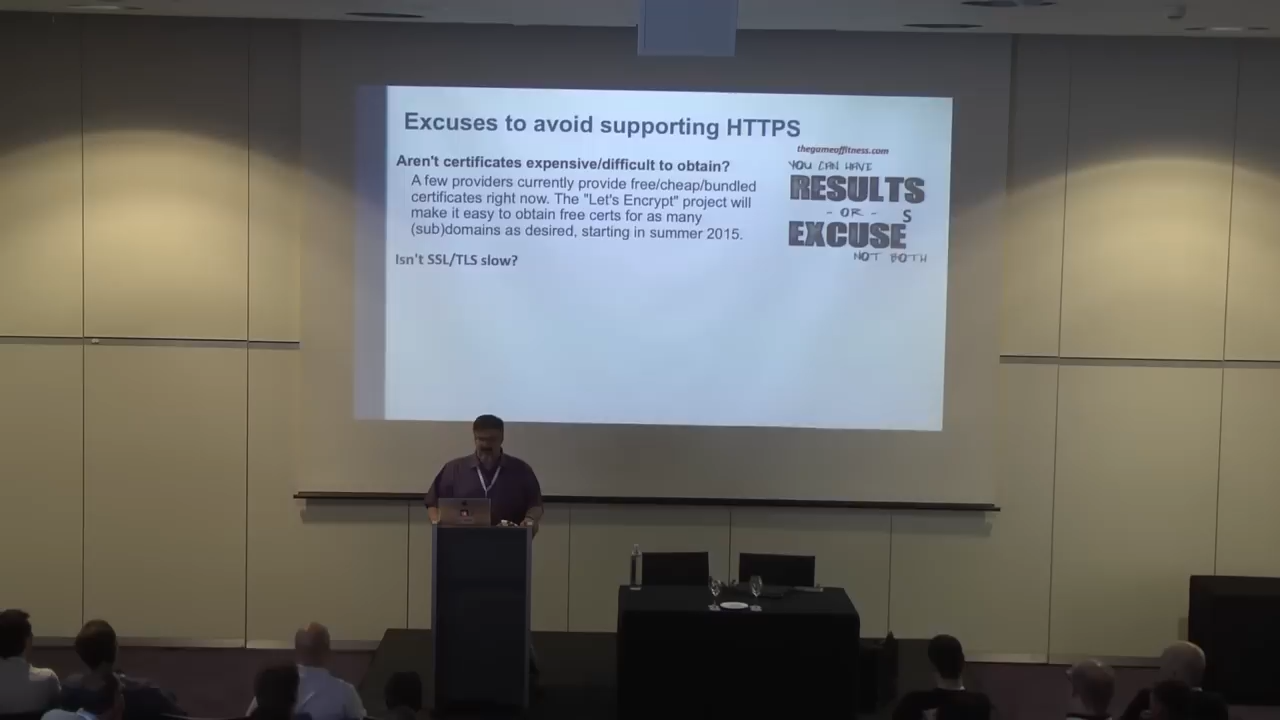 Excuses to avoid supporting HTTPS
Aren't certificates expensive/difficult to obtain?
A few providers currently provide free/cheap/bundled
certificates right now. The "Let's Encrypt" project will
make it easy to obtain free certs for as many
(sub)domains as desired, starting in summer 2015.
Isn't SSL/TLS slow?
thegameoffitness.com
YOU CAN HAVE
RESULTS
- OR -
EXCUSES
NOT BOTH